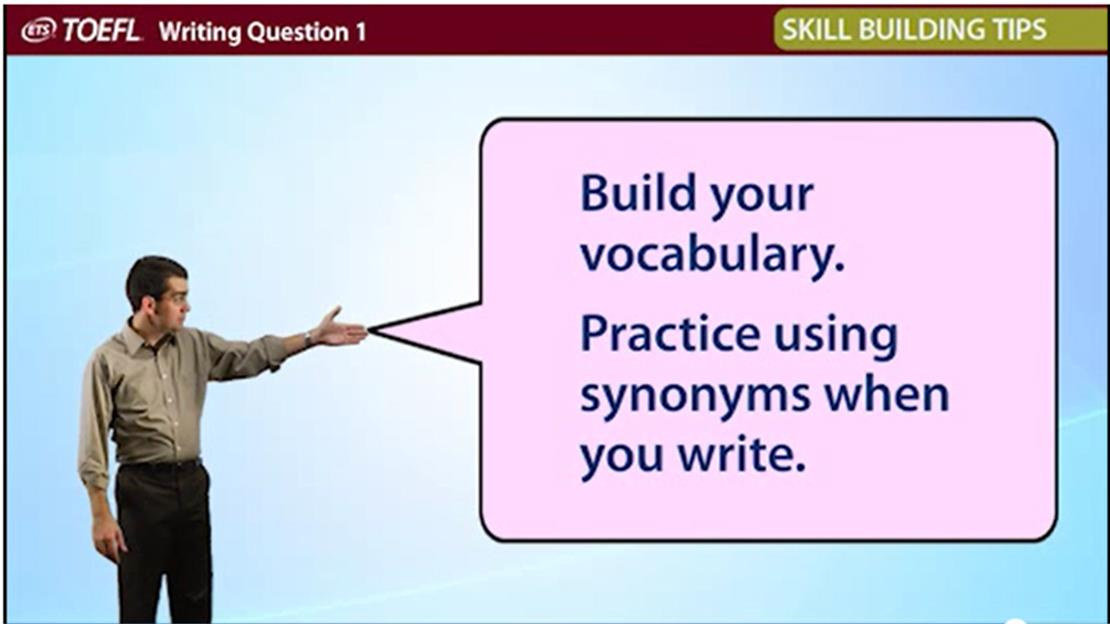 ETS TOEFL Writing Question 1
SKILL BUILDING TIPS
Build your
vocabulary.
Practice using
synonyms when
you write.